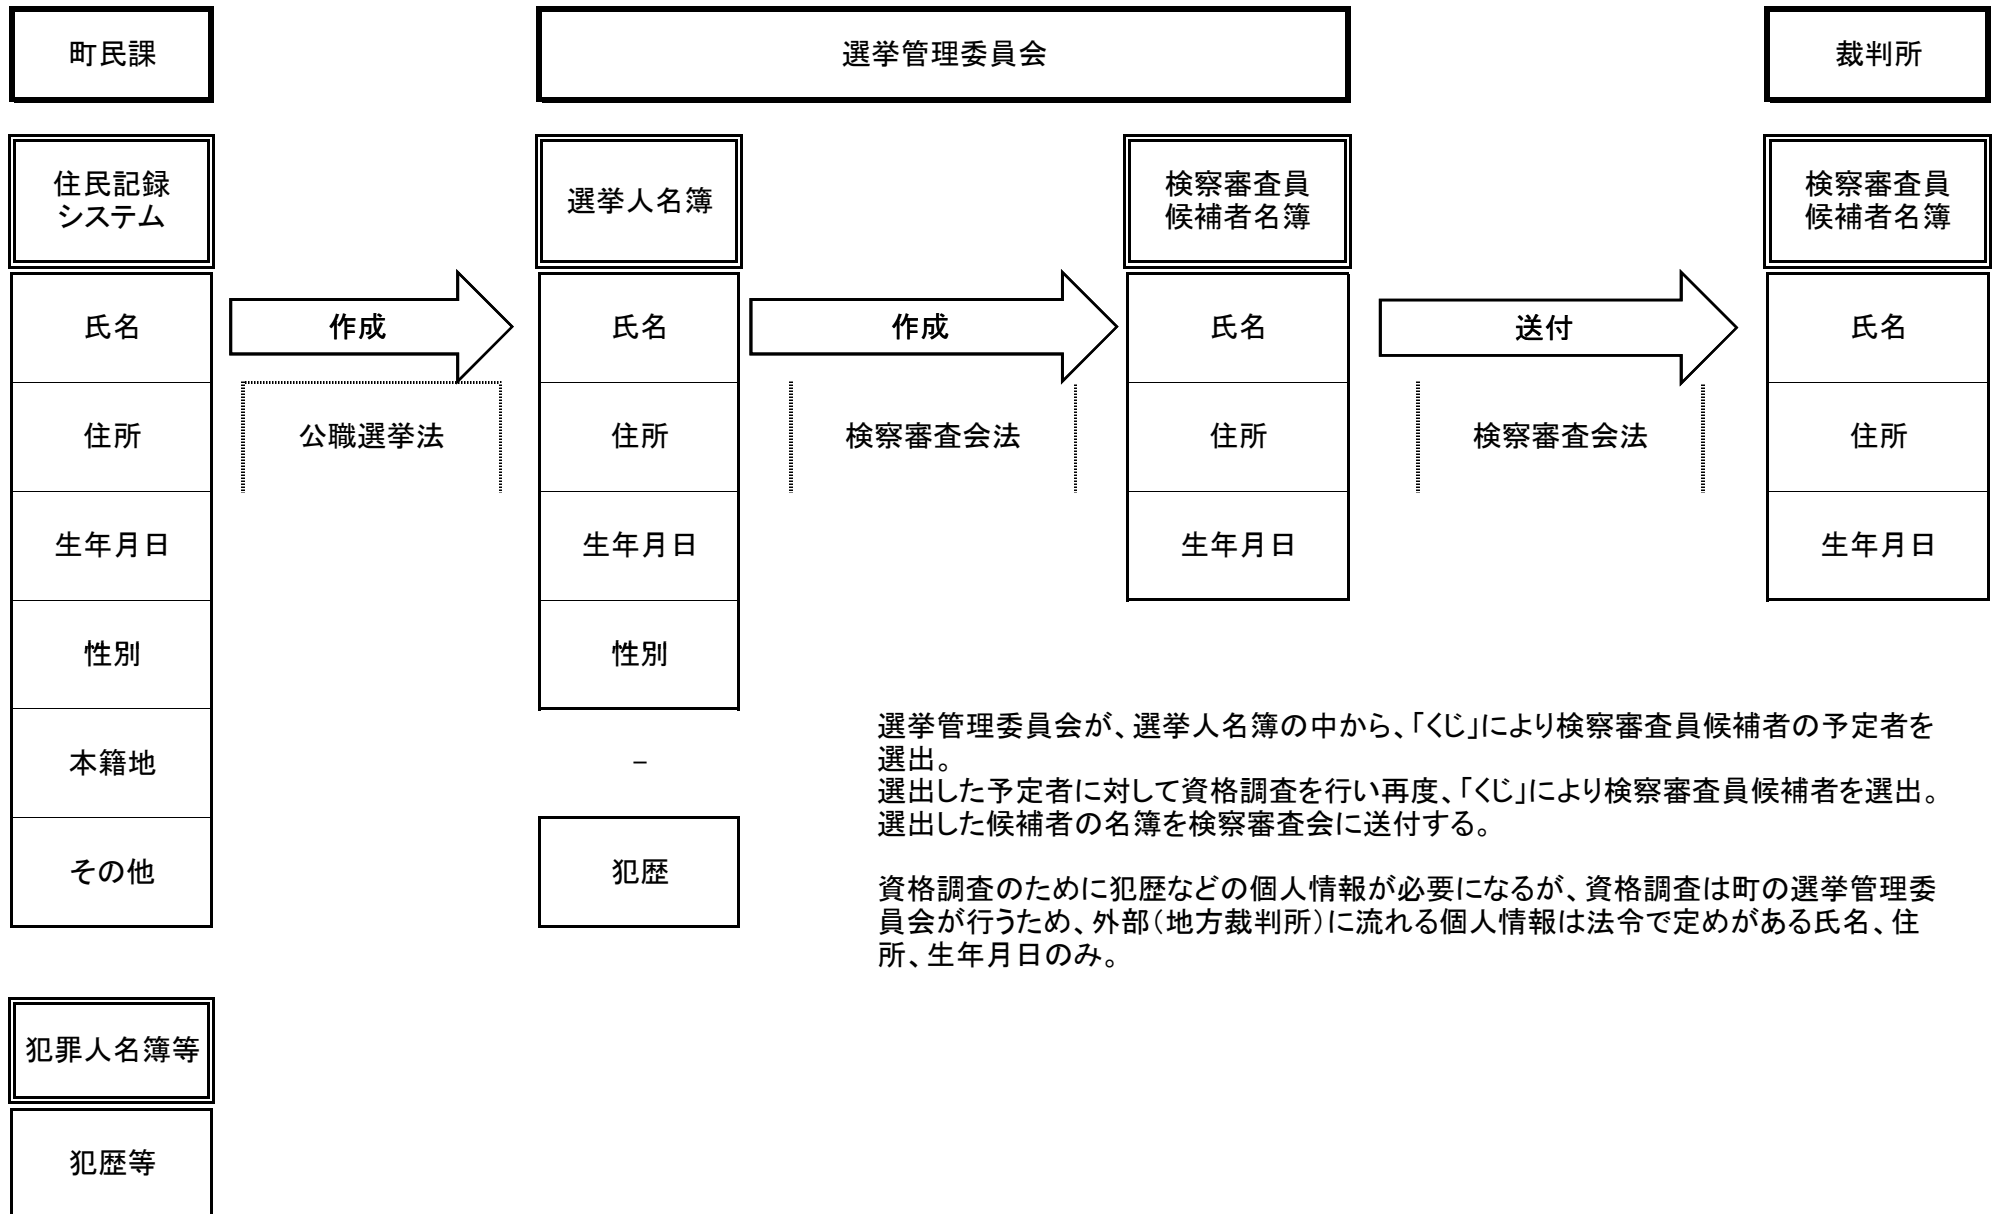 町民課
選挙管理委員会
裁判所
住民記録
システム
選挙人名簿
検察審査員
候補者名簿
検察審査員
候補者名簿
氏名
作成
氏名
作成
氏名
送付
氏名
住所
公職選挙法
住所
検察審査会法
住所
検察審査会法
住所
生年月日
生年月日
生年月日
生年月日
性別
性別
本籍地
－
その他
犯歴
選挙管理委員会が、選挙人名簿の中から、「くじ」により検察審査員候補者の予定者を
選出。
選出した予定者に対して資格調査を行い再度、「くじ」により検察審査員候補者を選出。
選出した候補者の名簿を検察審査会に送付する。
資格調査のために犯歴などの個人情報が必要になるが、資格調査は町の選挙管理委
員会が行うため、外部（地方裁判所）に流れる個人情報は法令で定めがある氏名、住
所、生年月日のみ。
犯罪人名簿等
犯歴等